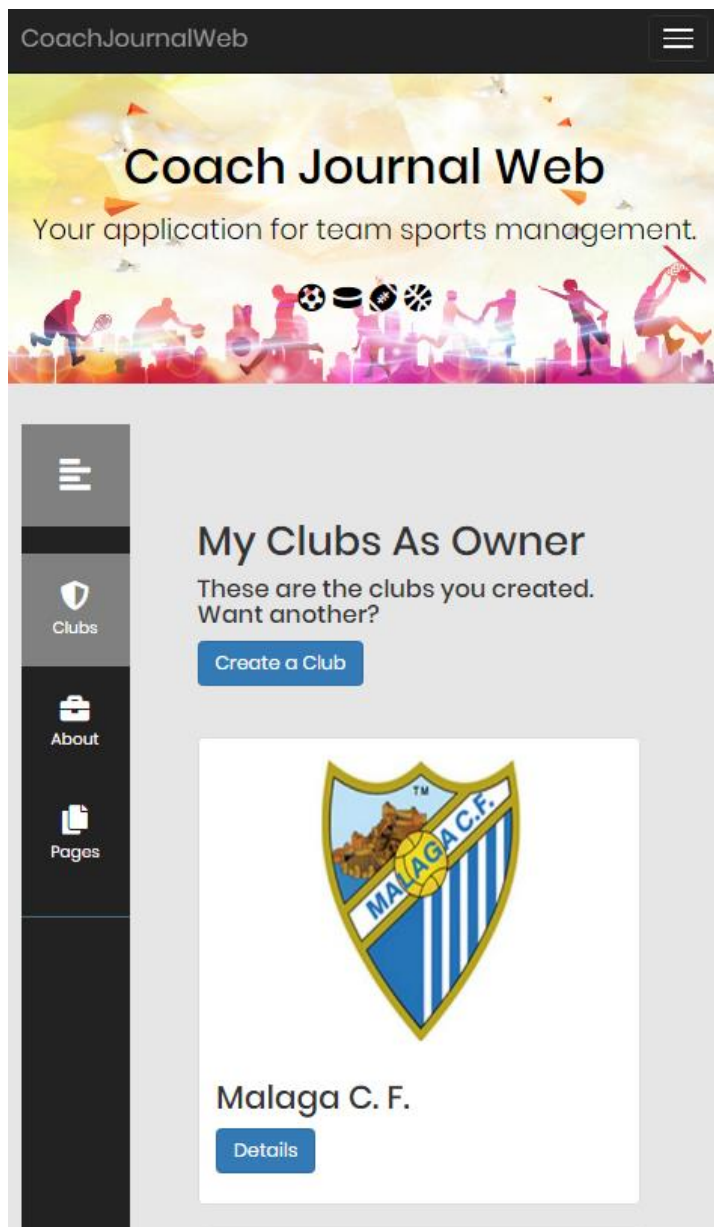 CoachJournalWeb
Coach Journal Web
Your application for team sports management.
My Clubs As Owner
These are the clubs you created.
Want another?
Create a Club
Clubs
About
Pages
TM
MALAGA C.F.
Malaga C. F.
Details